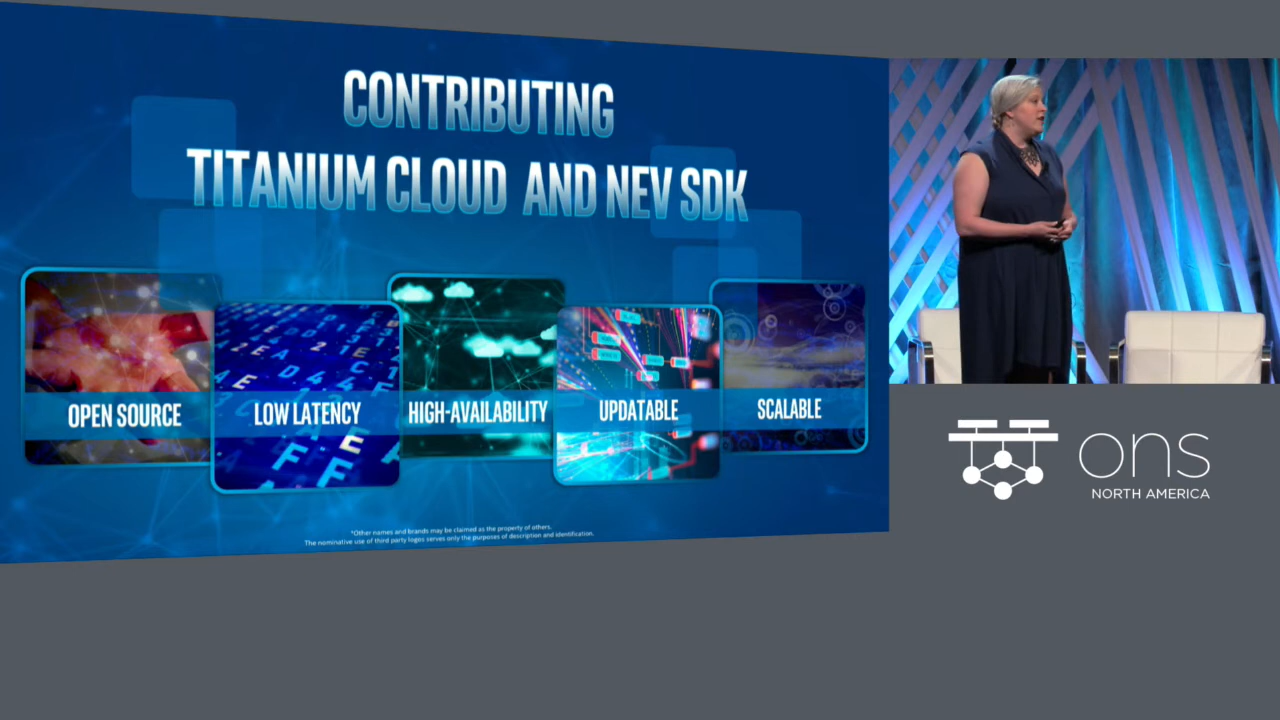 CONTRIBUTING
TITANIUM CLOUD AND NEV SDK
OPEN SOURCE
LOW LATENCY
HIGH-AVAILABILITY
UPDATABLE
SCALABLE
*Other names and brands may be claimed as the property of others.
The nominative use of third party logos serves only the purposes of description and identification.
ons
NORTH AMERICA